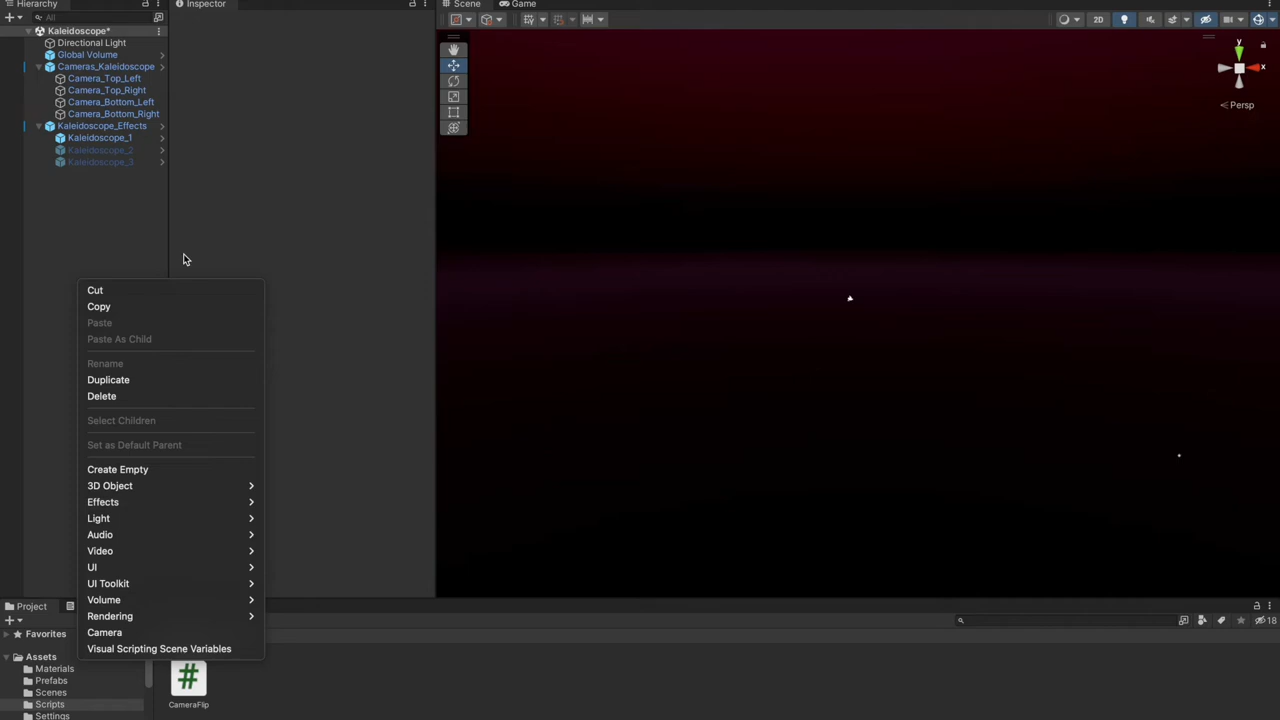 Hierarchy
Inspector
Scene
Game
All
2D
Kaleidoscope*
Directional Light
Global Volume
Cameras_Kaleidoscope
Camera_Top_Left
Camera_Top_Right
Camera_Bottom_Left
Camera_Bottom_Right
Kaleidoscope_Effects
Kaleidoscope_1
Kaleidoscope_2
Kaleidoscope_3
y
x
Persp
Cut
Copy
Paste
Paste As Child
Rename
Duplicate
Delete
Select Children
Set as Default Parent
Create Empty
3D Object
Effects
Light
Audio
Video
UI
UI Toolkit
Volume
Rendering
Camera
Visual Scripting Scene Variables
Project
18
Favorites
Assets
Materials
Prefabs
Scenes
Scripts
Settings
#
CameraFlip